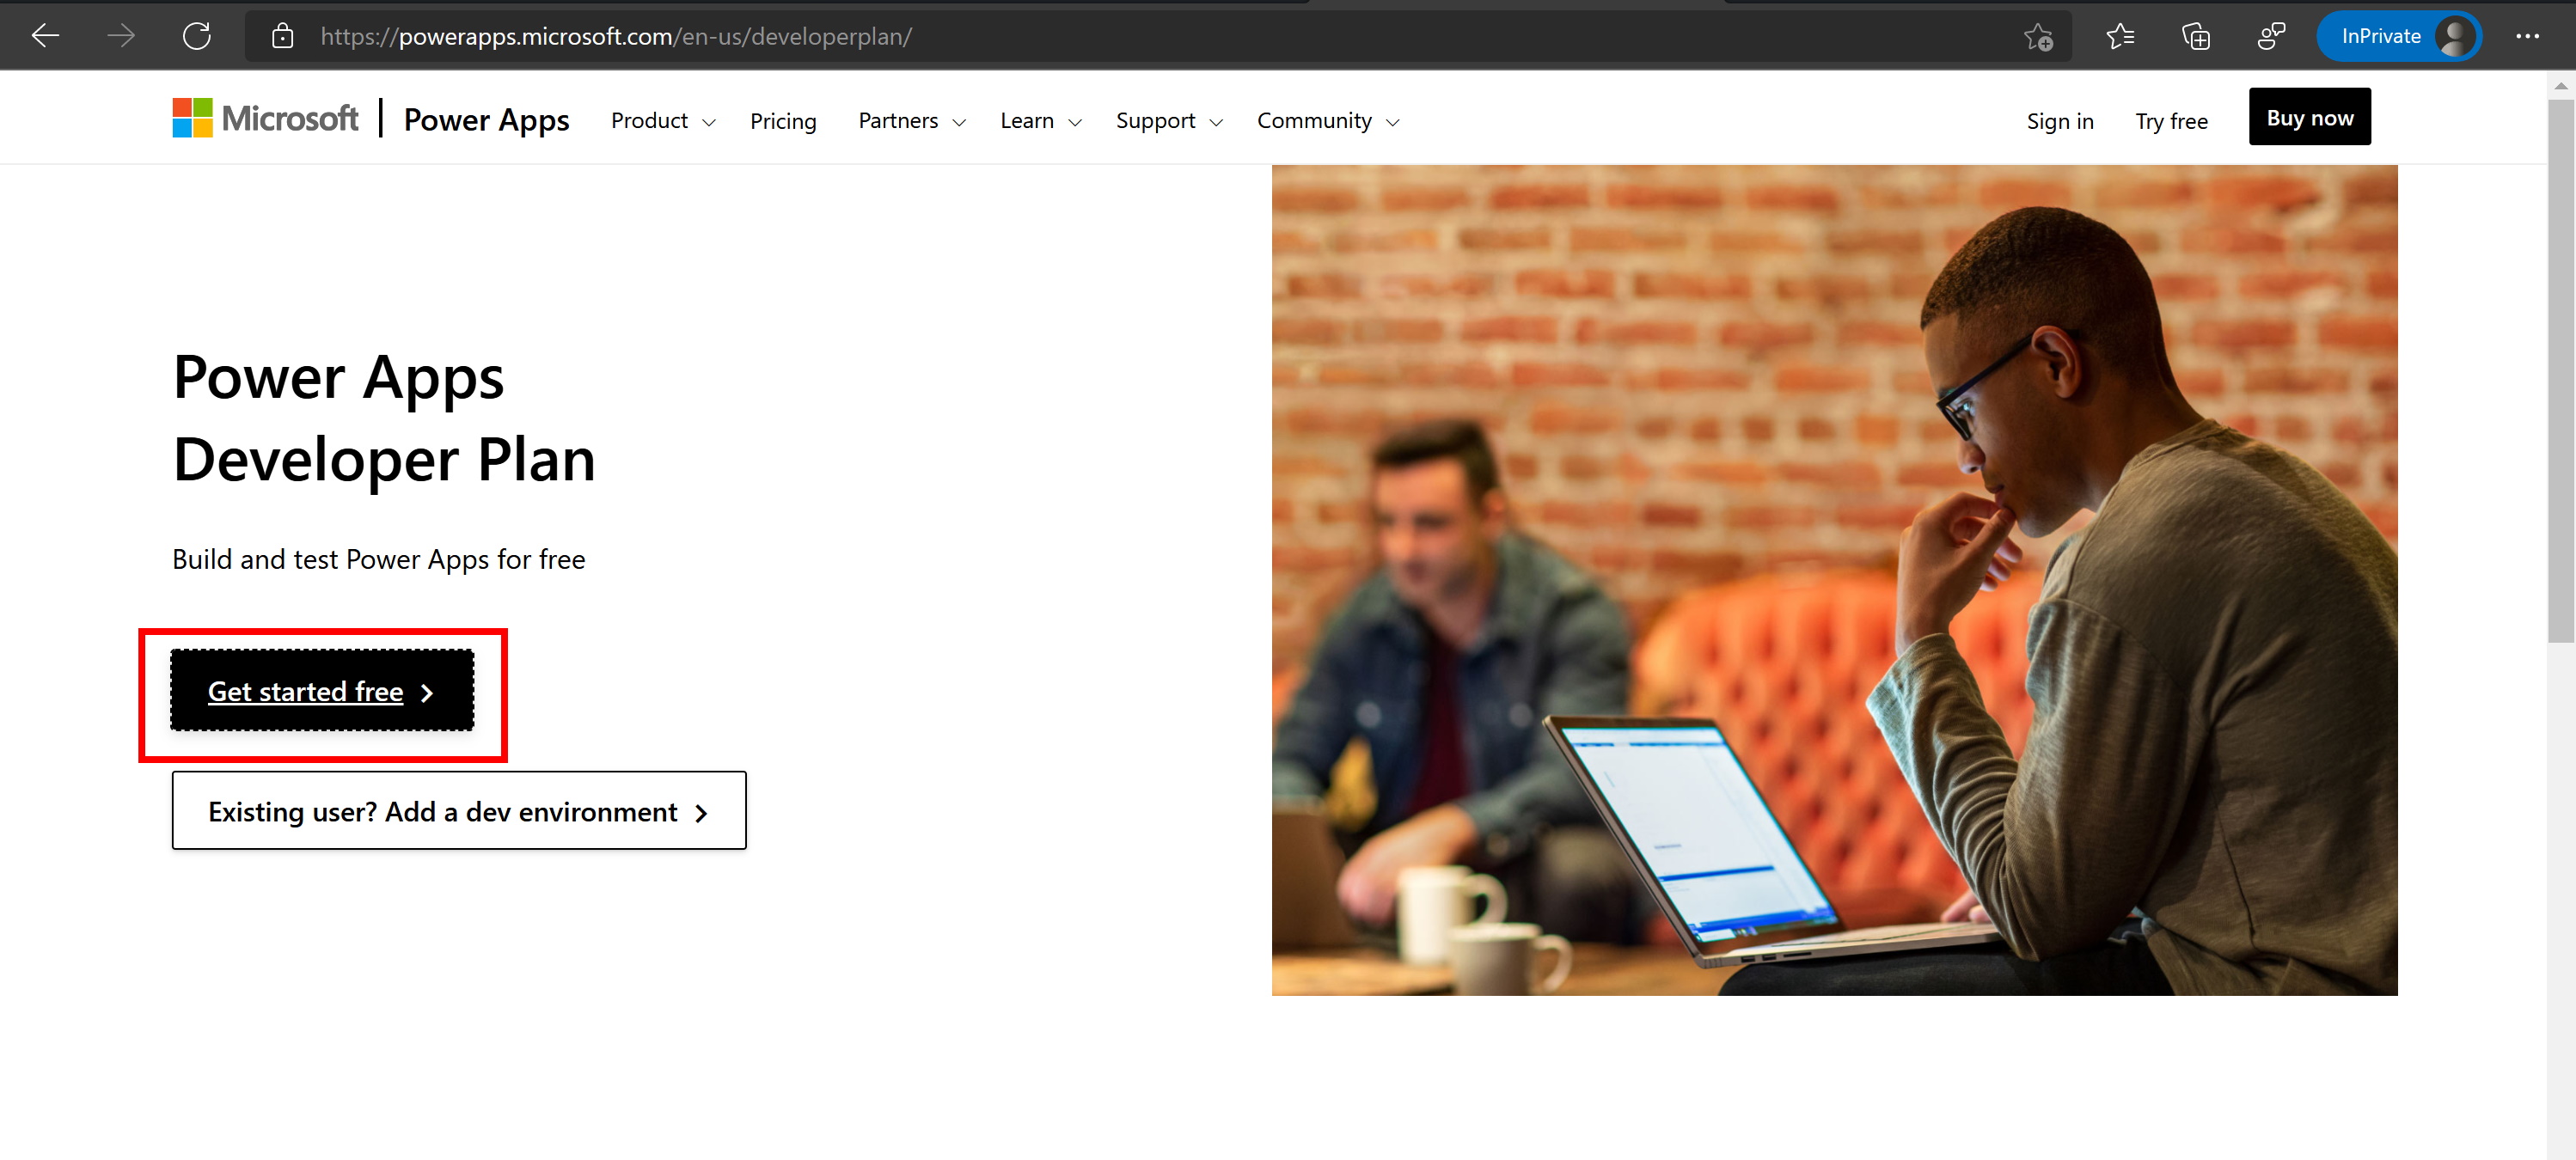 https://powerapps.microsoft.com/en-us/developerplan/
InPrivate
Microsoft | Power Apps Product Pricing Partners Learn Support Community Sign in Try free Buy now
Power Apps
Developer Plan
Build and test Power Apps for free
Get started free
Existing user? Add a dev environment